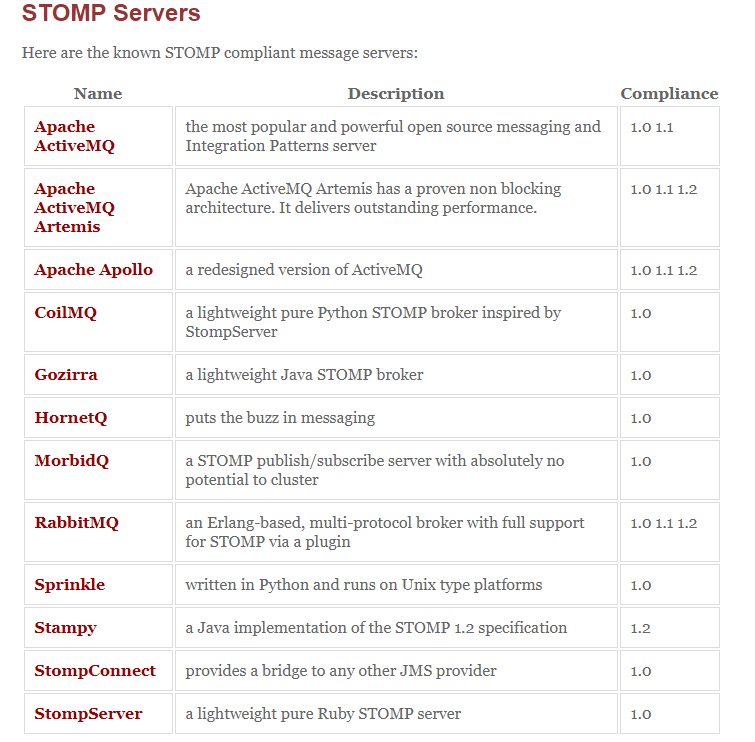 STOMP Servers
Here are the known STOMP compliant message servers:
Name Description Compliance
Apache the most popular and powerful open source messaging and 1.0 1.1
ActiveMQ Integration Patterns server
Apache Apache ActiveMQ Artemis has a proven non blocking 1.0 1.1 1.2
ActiveMQ architecture. It delivers outstanding performance.
Artemis
Apache Apollo a redesigned version of ActiveMQ 1.0 1.1 1.2
CoilMQ a lightweight pure Python STOMP broker inspired by 1.0
StompServer
Gozirra a lightweight Java STOMP broker 1.0
HornetQ puts the buzz in messaging 1.0
MorbidQ a STOMP publish/subscribe server with absolutely no 1.0
potential to cluster
RabbitMQ an Erlang-based, multi-protocol broker with full support 1.0 1.1 1.2
for STOMP via a plugin
Sprinkle written in Python and runs on Unix type platforms 1.0
Stampy a Java implementation of the STOMP 1.2 specification 1.2
StompConnect provides a bridge to any other JMS provider 1.0
StompServer a lightweight pure Ruby STOMP server 1.0